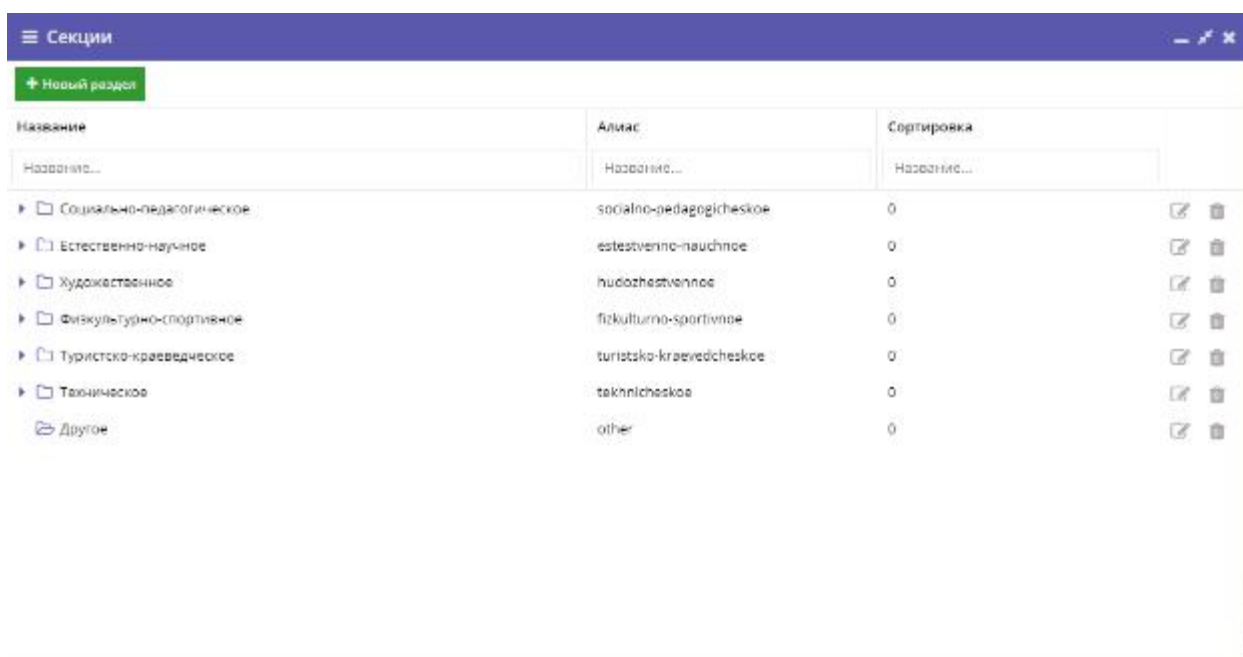 Секции
Новый раздел
Название Алиас Сортировка
Название... Название... Название...
Социально-педагогическое socialno-pedagogicheskoe 0
Естественно-научное estestvenno-nauchnoe 0
Художественное hudozhestvennoe 0
Физкультурно-спортивное fizkulturno-sportivnoe 0
Туристско-краеведческое turistsko-kraevedcheskoe 0
Техническое tekhnicheskoe 0
Другое other 0